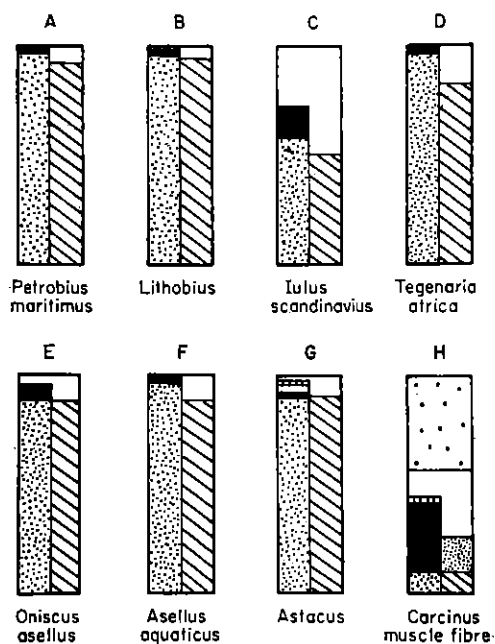 A B C D
Petrobius maritimus
Lithobius
Iulus scandinavius
Tegenaria atrica
E F G H
Oniscus asellus
Asellus aquaticus
Astacus
Carcinus muscle fibre